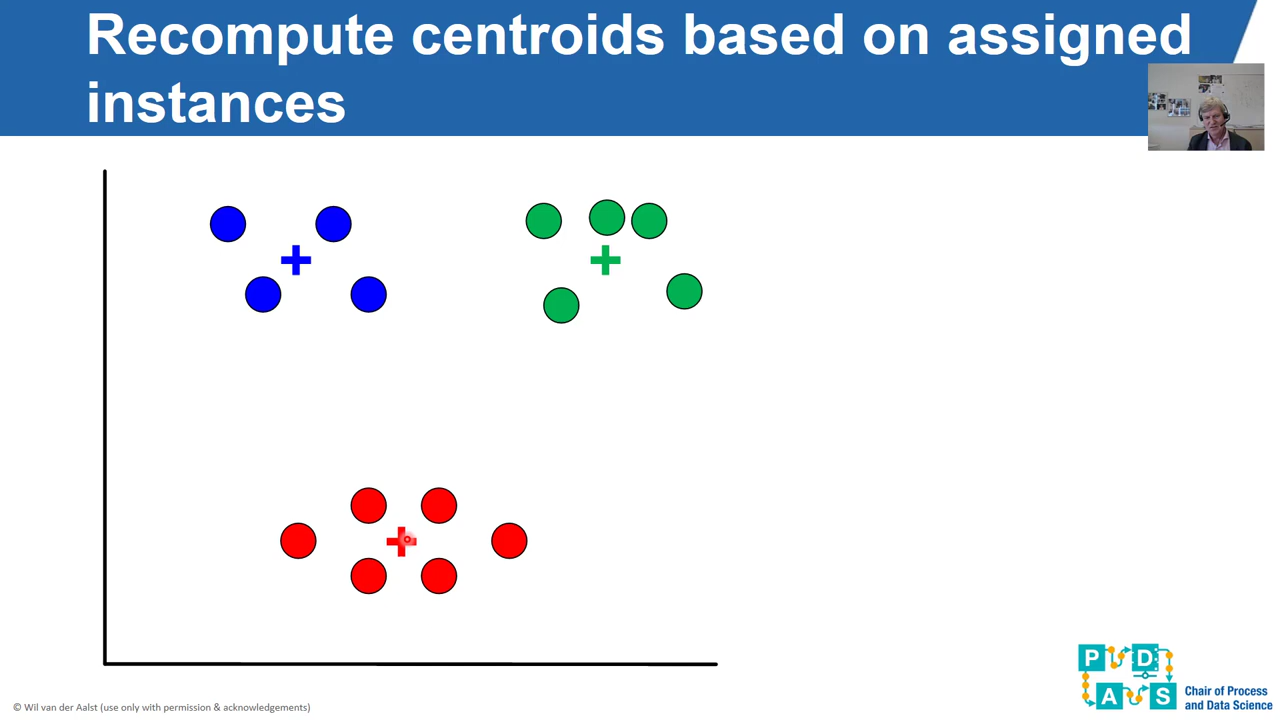 Recompute centroids based on assigned
instances
P D
A S
Chair of Process
and Data Science
© Wil van der Aalst (use only with permission & acknowledgements)